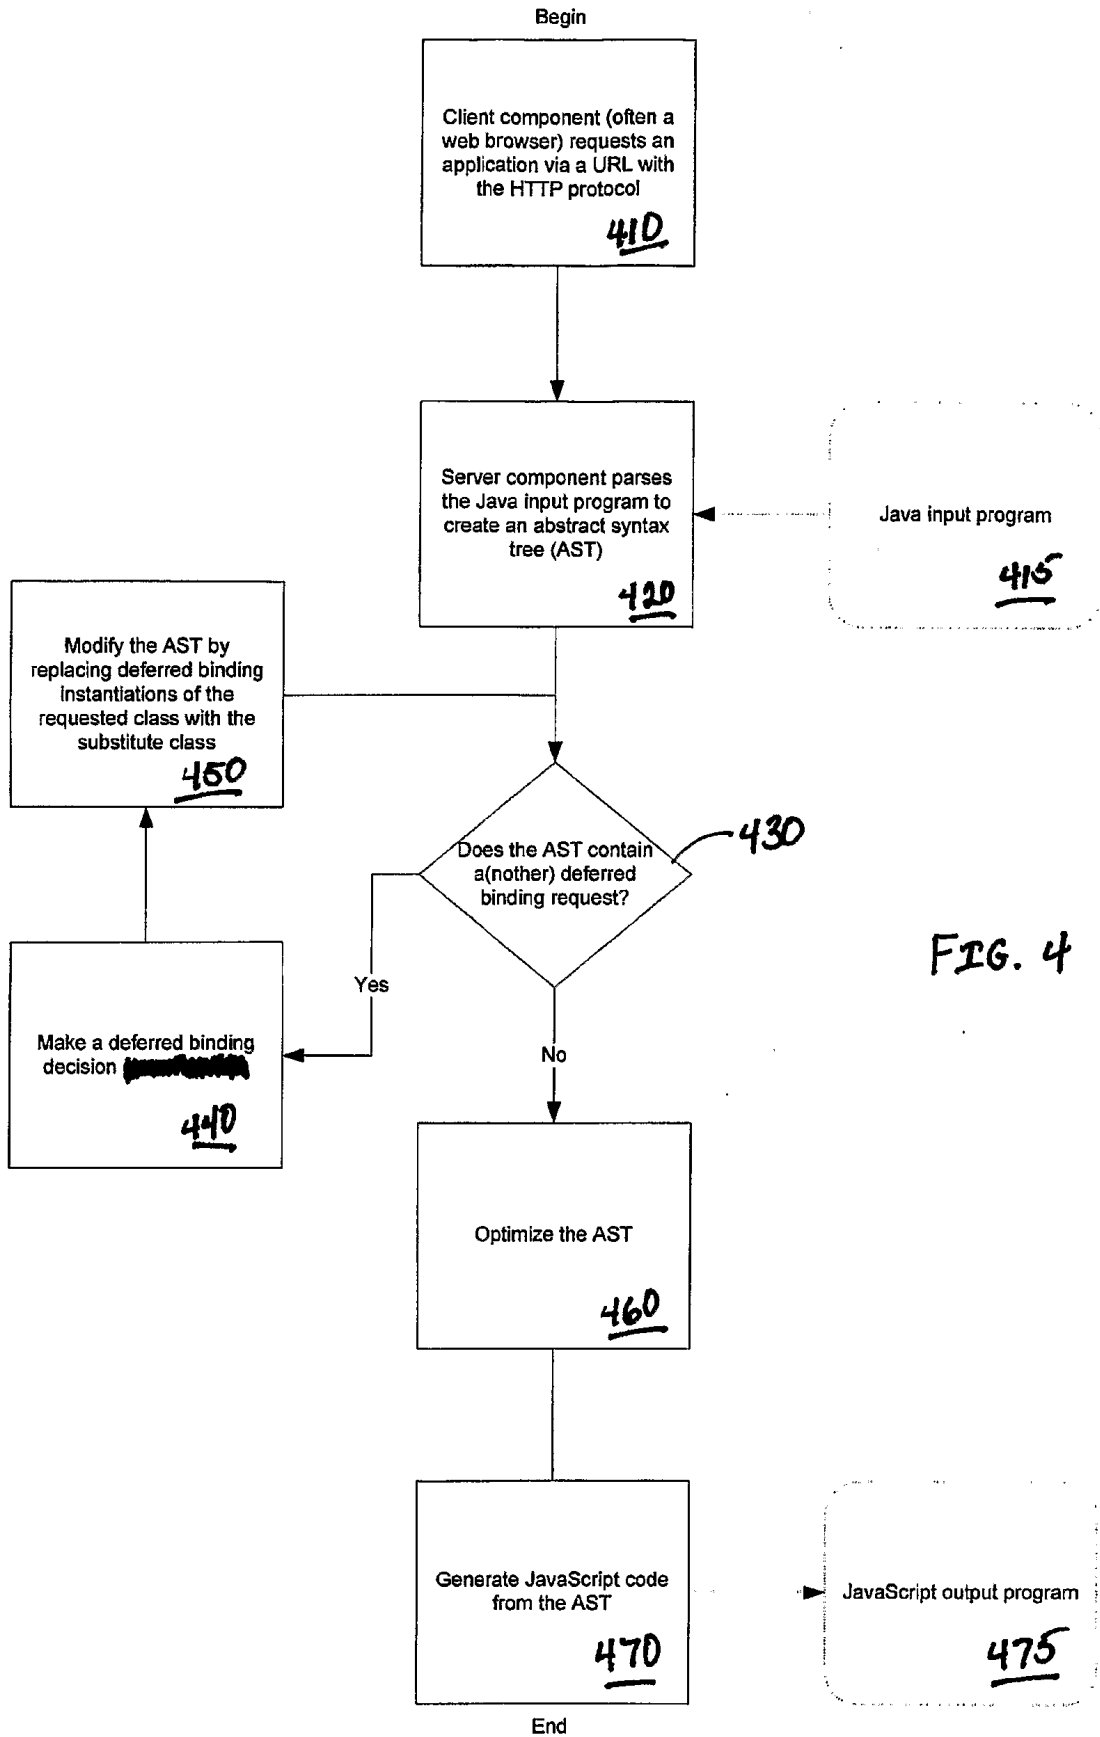 Begin
Client component (often a
web browser) requests an
application via a URL with
the HTTP protocol
410
Server component parses
the Java input program to
create an abstract syntax
tree (AST)
420
Java input program
415
Modify the AST by
replacing deferred binding
instantiations of the
requested class with the
substitute class
450
Does the AST contain
a(nother) deferred
binding request?
430
FIG. 4
Yes
Make a deferred binding
decision
440
No
Optimize the AST
460
Generate JavaScript code
from the AST
470
JavaScript output program
475
End